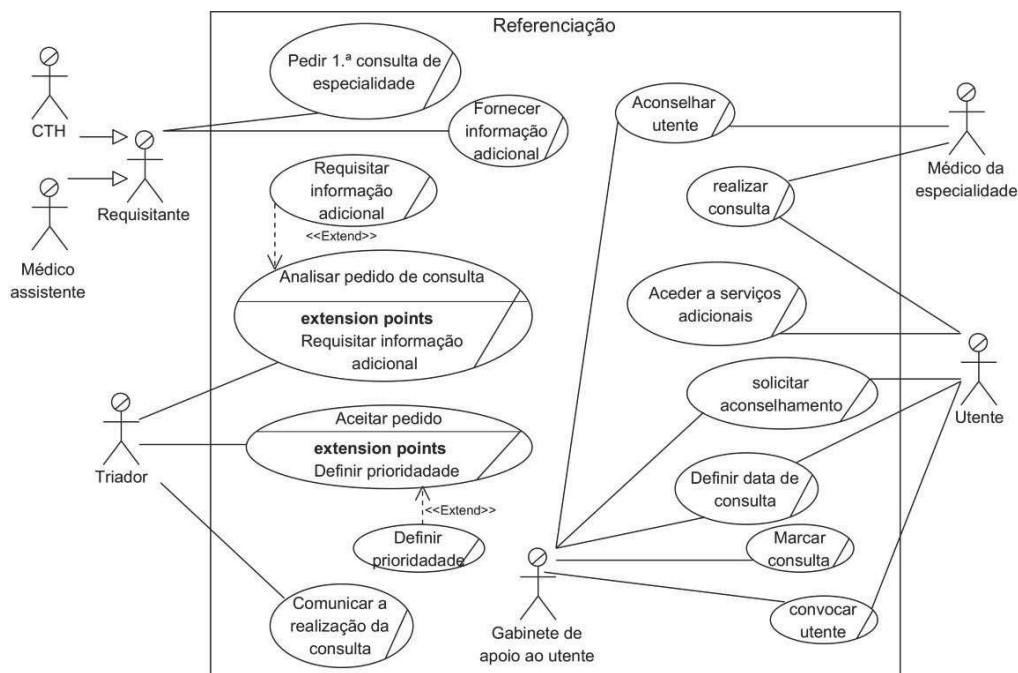 Referenciação
Pedir 1.ª consulta de
especialidade
CTH
Fornecer
informação
adicional
Aconselhar
utente
Requisitante
Requisitar
informação
adicional
<<Extend>>
realizar
consulta
Médico da
especialidade
Médico
assistente
Analisar pedido de consulta
extension points
Requisitar informação
adicional
Aceder a serviços
adicionais
solicitar
aconselhamento
Utente
Aceitar pedido
extension points
Definir prioridadade
Triador
<<Extend>>
Definir
prioridadade
Definir data de
consulta
Marcar
consulta
Comunicar a
realização da
consulta
Gabinete de
apoio ao utente
convocar
utente